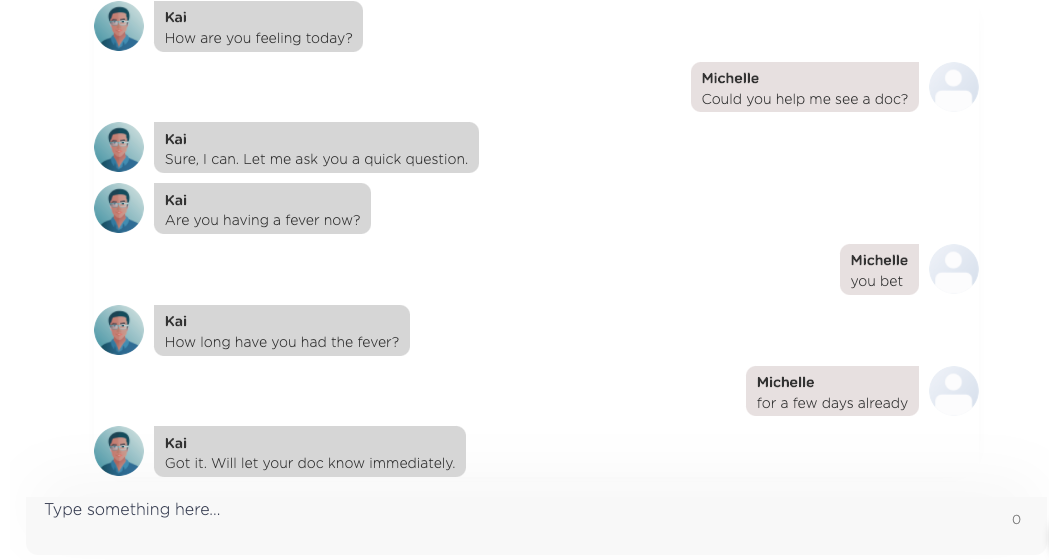 Kai
How are you feeling today?
Michelle
Could you help me see a doc?
Kai
Sure, I can. Let me ask you a quick question.
Kai
Are you having a fever now?
Michelle
you bet
Kai
How long have you had the fever?
Michelle
for a few days already
Kai
Got it. Will let your doc know immediately.
Type something here...
0